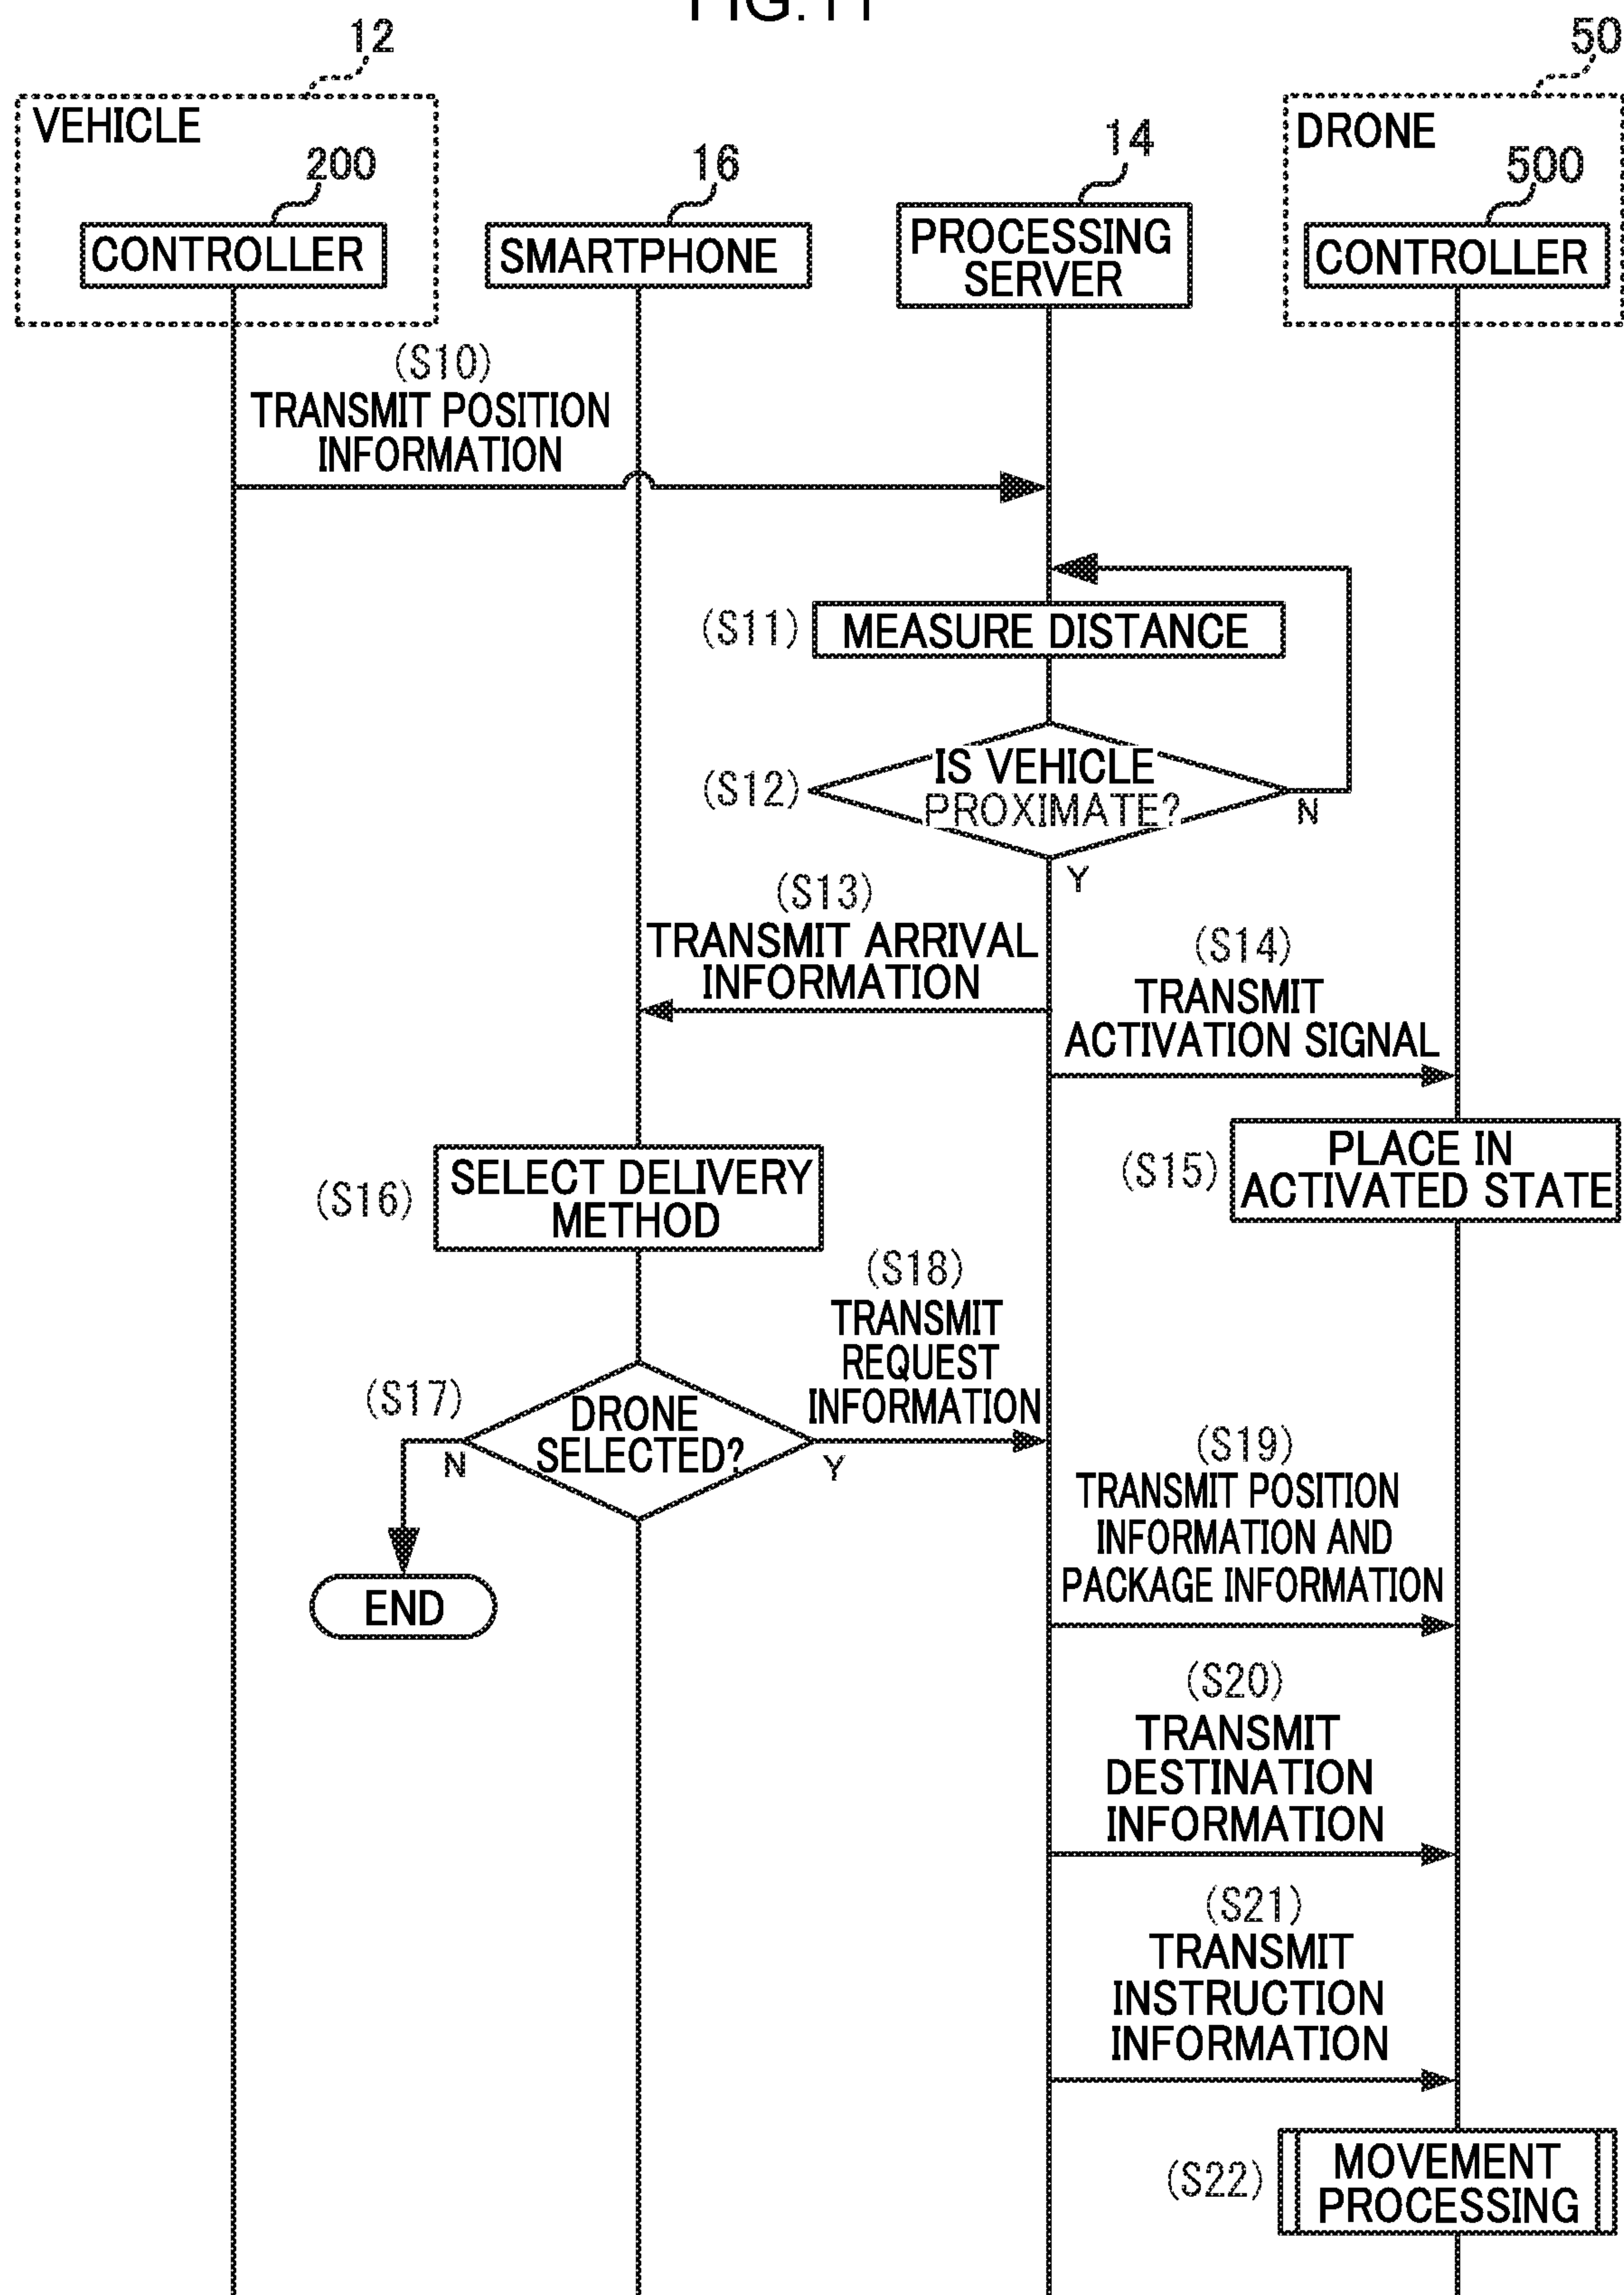 FIG. 11
12
50
VEHICLE
DRONE
200
16
14
500
CONTROLLER
SMARTPHONE
PROCESSING
SERVER
CONTROLLER
(S10)
TRANSMIT POSITION
INFORMATION
(S11)
MEASURE DISTANCE
(S12)
IS VEHICLE
PROXIMATE?
N
Y
(S13)
TRANSMIT ARRIVAL
INFORMATION
(S14)
TRANSMIT
ACTIVATION SIGNAL
(S15)
PLACE IN
ACTIVATED STATE
(S16)
SELECT DELIVERY
METHOD
(S17)
DRONE
SELECTED?
N
Y
END
(S18)
TRANSMIT
REQUEST
INFORMATION
(S19)
TRANSMIT POSITION
INFORMATION AND
PACKAGE INFORMATION
(S20)
TRANSMIT
DESTINATION
INFORMATION
(S21)
TRANSMIT
INSTRUCTION
INFORMATION
(S22)
MOVEMENT
PROCESSING